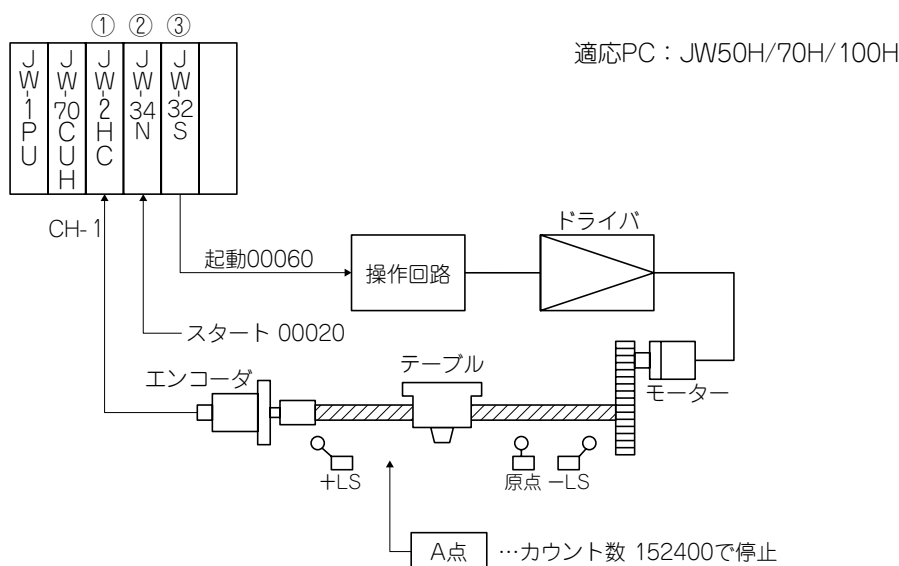 ① ② ③
適応PC：JW50H/70H/100H
JW-1PU
JW-70CUH
JW-2HC
JW-34N
JW-32S
CH-1
ドライバ
起動00060
操作回路
スタート 00020
テーブル
エンコーダ
モーター
+LS
原点 −LS
A点 …カウント数 152400で停止